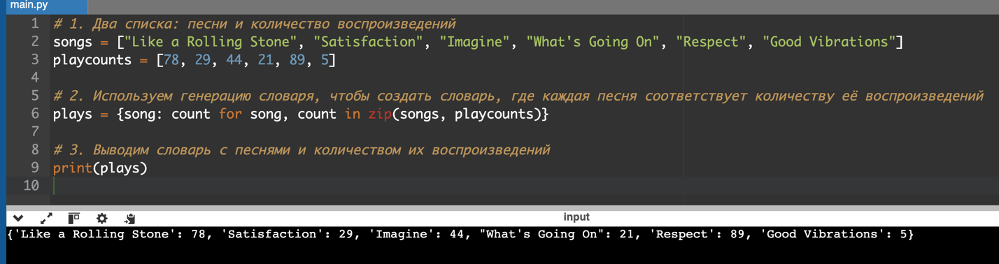 main.py
1 # 1. Два списка: песни и количество воспроизведений
2 songs = ["Like a Rolling Stone", "Satisfaction", "Imagine", "What's Going On", "Respect", "Good Vibrations"]
3 playcounts = [78, 29, 44, 21, 89, 5]
4
5 # 2. Используем генерацию словаря, чтобы создать словарь, где каждая песня соответствует количеству её воспроизведений
6 plays = {song: count for song, count in zip(songs, playcounts)}
7
8 # 3. Выводим словарь с песнями и количеством их воспроизведений
9 print(plays)
10
input
{'Like a Rolling Stone': 78, 'Satisfaction': 29, 'Imagine': 44, "What's Going On": 21, 'Respect': 89, 'Good Vibrations': 5}